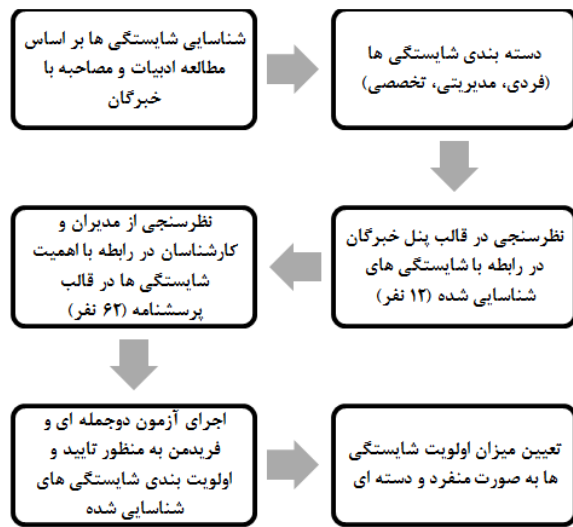 شناسایی شایستگی ها بر اساس
مطالعه ادبیات و مصاحبه با
خبرگان
دسته بندی شایستگی ها
(فردی، مدیریتی، تخصصی)
نظرسنجی در قالب پنل خبرگان
در رابطه با شایستگی های
شناسایی شده (۱۲ نفر)
نظرسنجی از مدیران و
کارشناسان در رابطه با اهمیت
شایستگی ها در قالب
پرسشنامه (۶۲ نفر)
اجرای آزمون دوجمله ای و
فریدمن به منظور تایید و
اولویت بندی شایستگی های
شناسایی شده
تعیین میزان اولویت شایستگی
ها به صورت منفرد و دسته ای